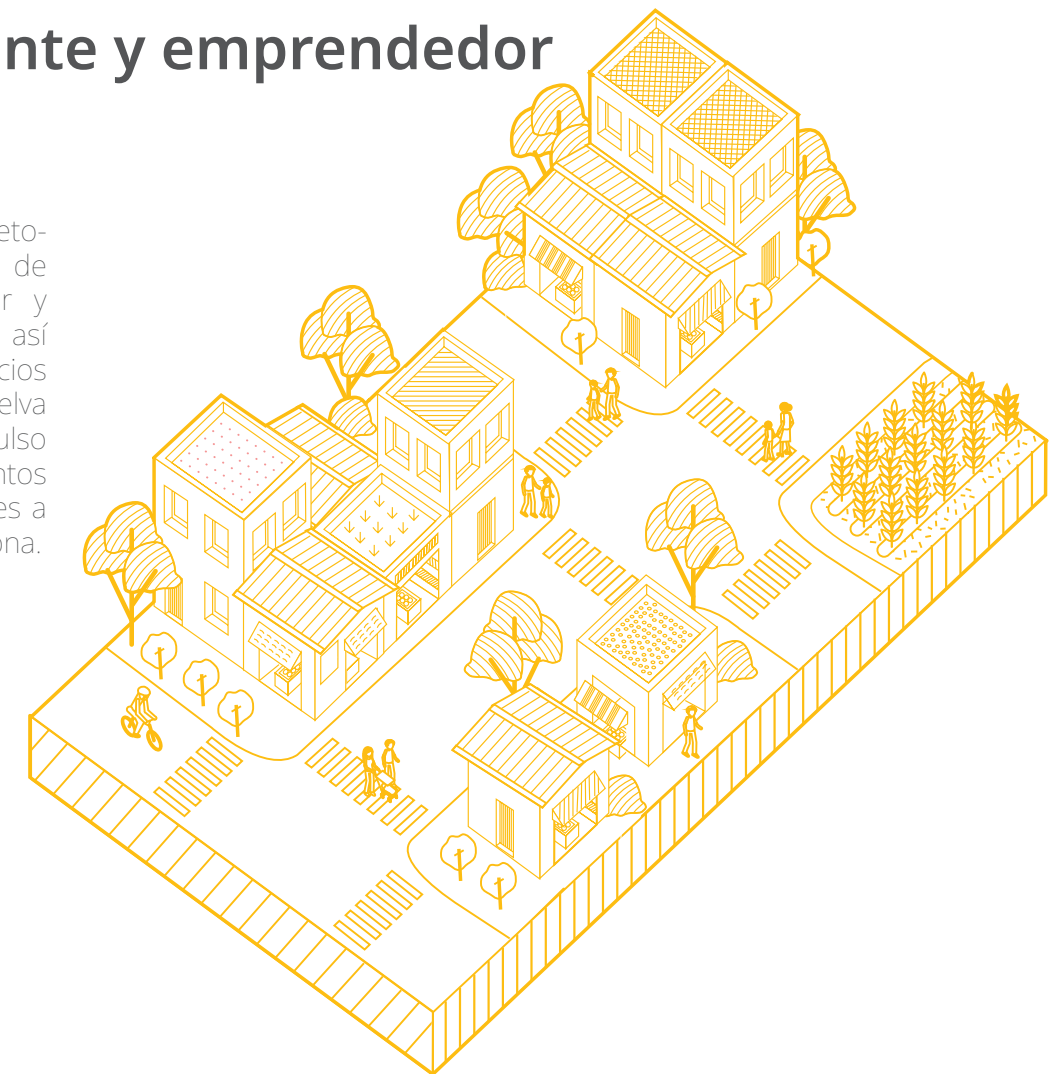 nte y emprendedor
eto-
de
r y
así
cios
elva
ulso
ntos
es a
ona.